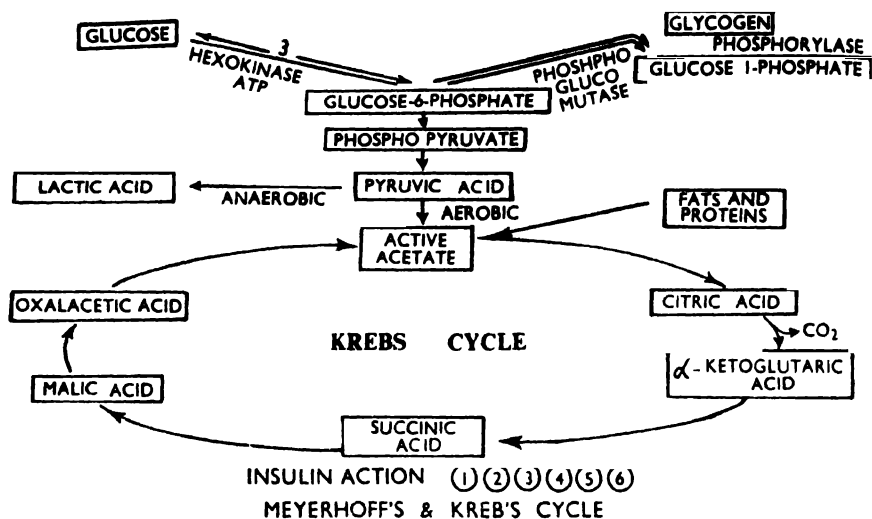 GLUCOSE
3
HEXOKINASE
ATP
GLYCOGEN
PHOSPHORYLASE
GLUCOSE 1-PHOSPHATE
PHOSHPHO
GLUCO
MUTASE
GLUCOSE-6-PHOSPHATE
PHOSPHO PYRUVATE
LACTIC ACID
ANAEROBIC
PYRUVIC ACID
AEROBIC
FATS AND
PROTEINS
ACTIVE
ACETATE
OXALACETIC ACID
CITRIC ACID
KREBS CYCLE
CO₂
MALIC ACID
α-KETOGLUTARIC
ACID
SUCCINIC
ACID
INSULIN ACTION ① ② ③ ④ ⑤ ⑥
MEYERHOFF'S & KREB'S CYCLE